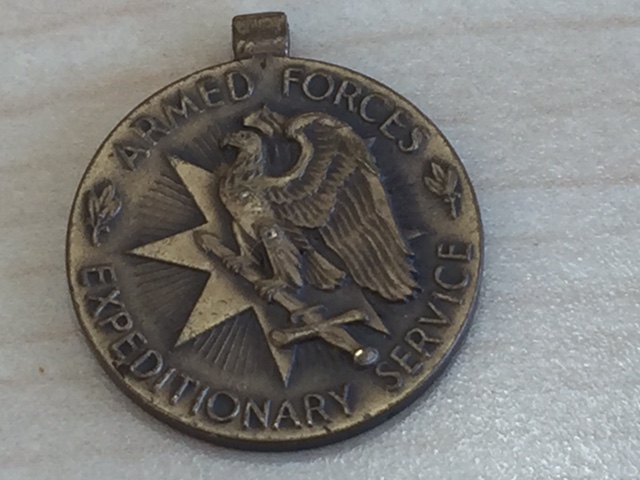 ARMED FORCES
EXPEDITIONARY SERVICE